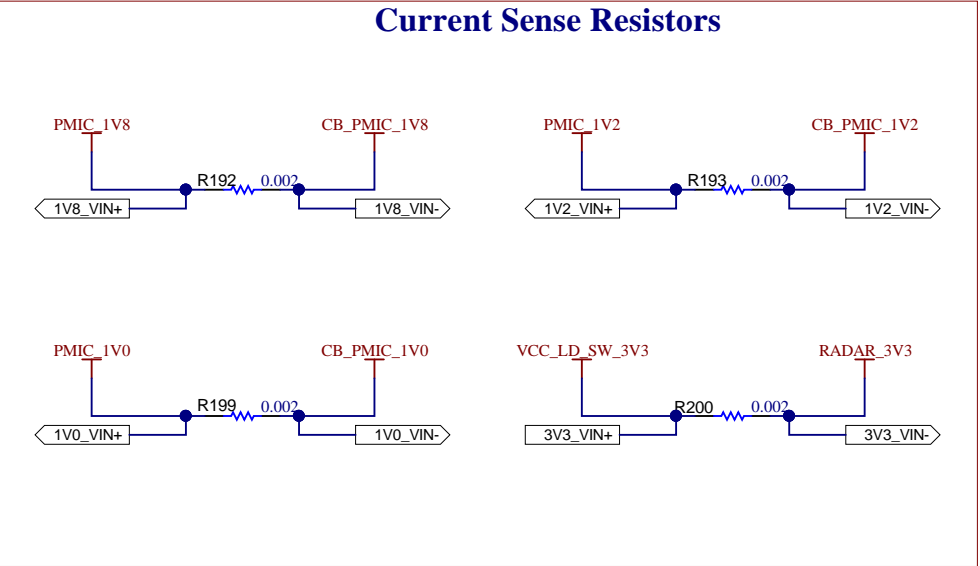 Current Sense Resistors
PMIC_1V8
CB_PMIC_1V8
R192
0.002
1V8_VIN+
1V8_VIN-
PMIC_1V2
CB_PMIC_1V2
R193
0.002
1V2_VIN+
1V2_VIN-
PMIC_1V0
CB_PMIC_1V0
R199
0.002
1V0_VIN+
1V0_VIN-
VCC_LD_SW_3V3
RADAR_3V3
R200
0.002
3V3_VIN+
3V3_VIN-